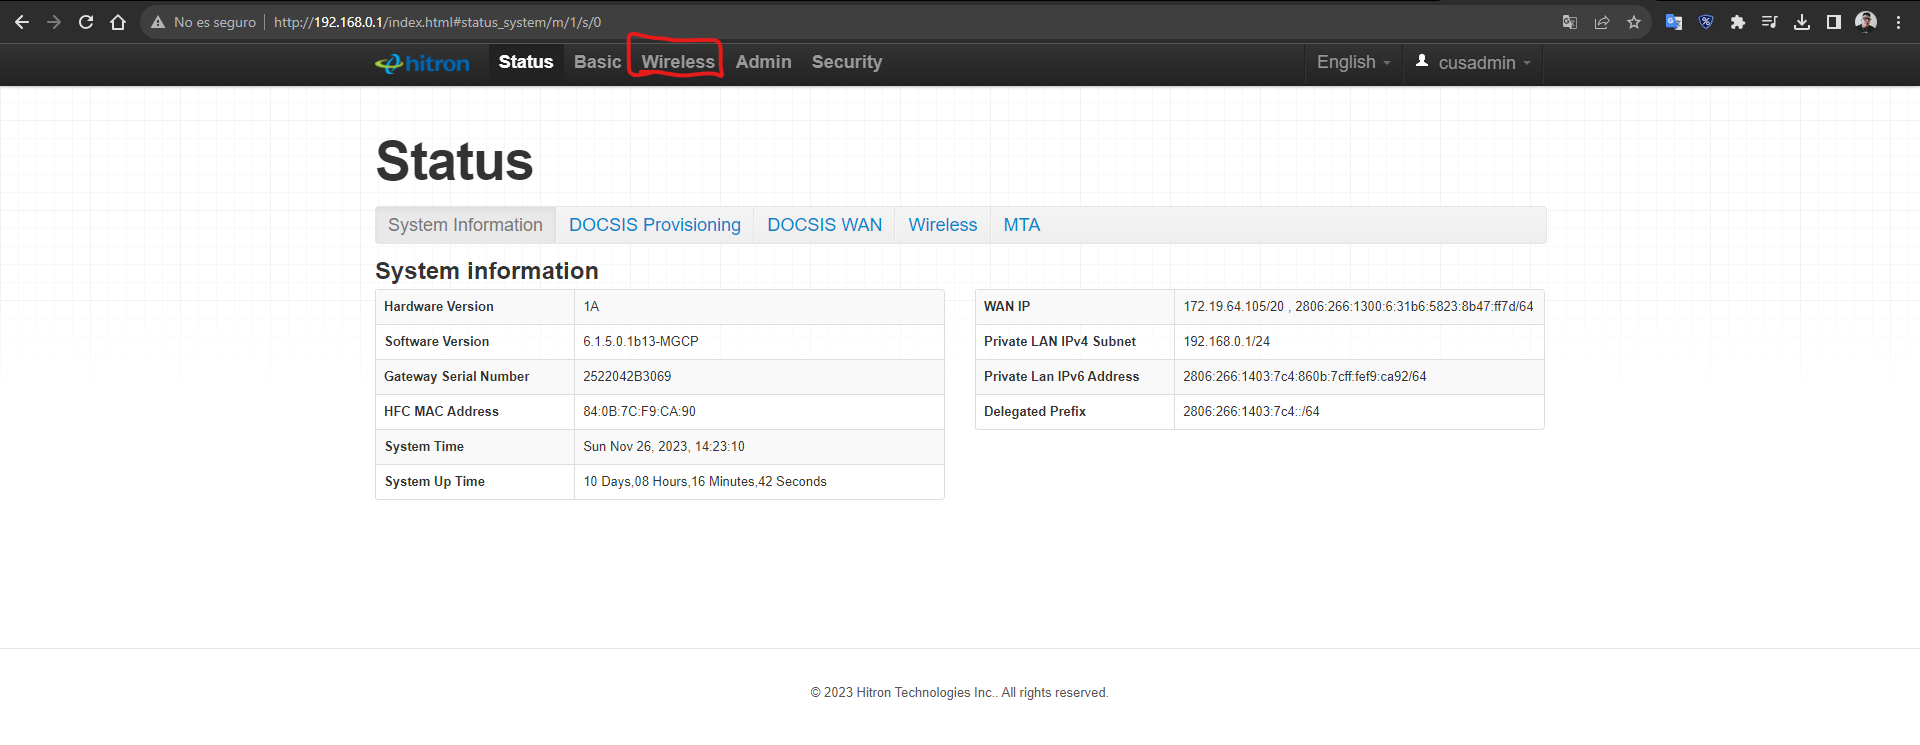 No es seguro http://192.168.0.1/index.html#status_system/m/1/s/0
hitron Status Basic Wireless Admin Security English cusadmin
Status
System Information DOCSIS Provisioning DOCSIS WAN Wireless MTA
System information
Hardware Version 1A
Software Version 6.1.5.0.1b13-MGCP
Gateway Serial Number 2522042B3069
HFC MAC Address 84:0B:7C:F9:CA:90
System Time Sun Nov 26, 2023, 14:23:10
System Up Time 10 Days,08 Hours,16 Minutes,42 Seconds
WAN IP 172.19.64.105/20 , 2806:266:1300:6:31b6:5823:8b47:ff7d/64
Private LAN IPv4 Subnet 192.168.0.1/24
Private Lan IPv6 Address 2806:266:1403:7c4:860b:7cff:fef9:ca92/64
Delegated Prefix 2806:266:1403:7c4::/64
© 2023 Hitron Technologies Inc.. All rights reserved.